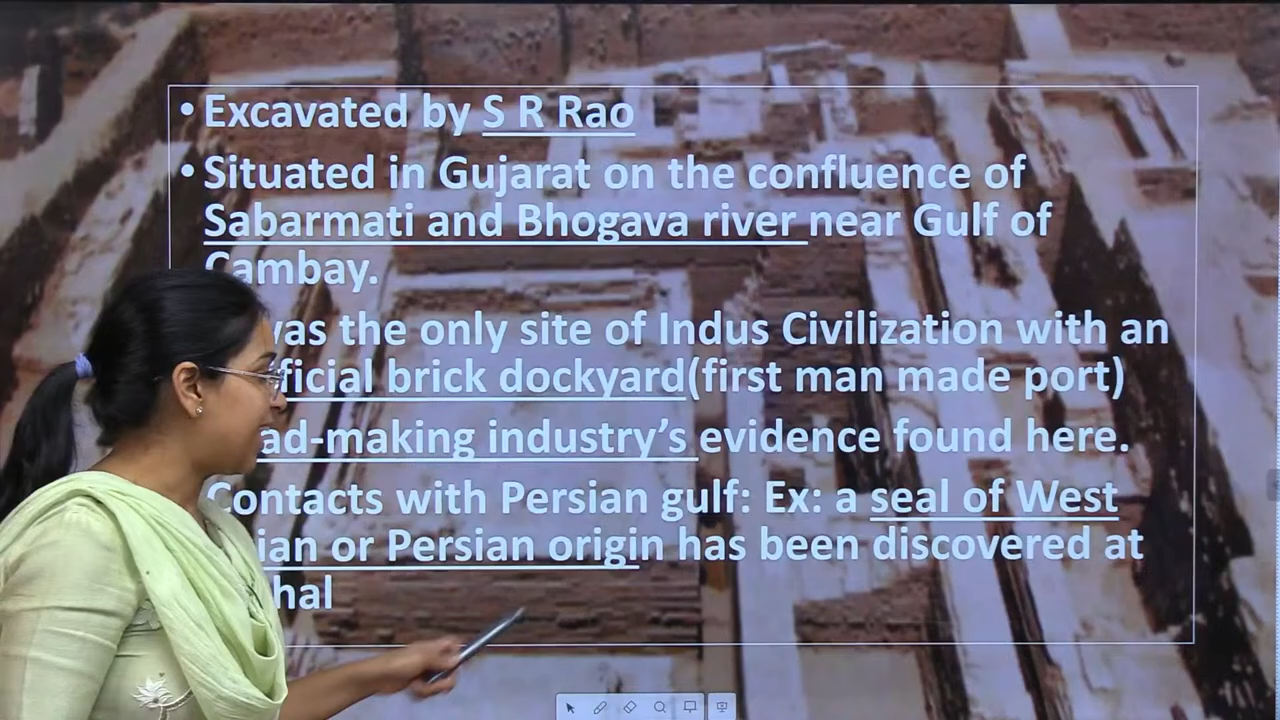 • Excavated by S R Rao
• Situated in Gujarat on the confluence of
Sabarmati and Bhogava river near Gulf of
Cambay.
was the only site of Indus Civilization with an
ficial brick dockyard(first man made port)
ad-making industry’s evidence found here.
Contacts with Persian gulf: Ex: a seal of West
ian or Persian origin has been discovered at
hal